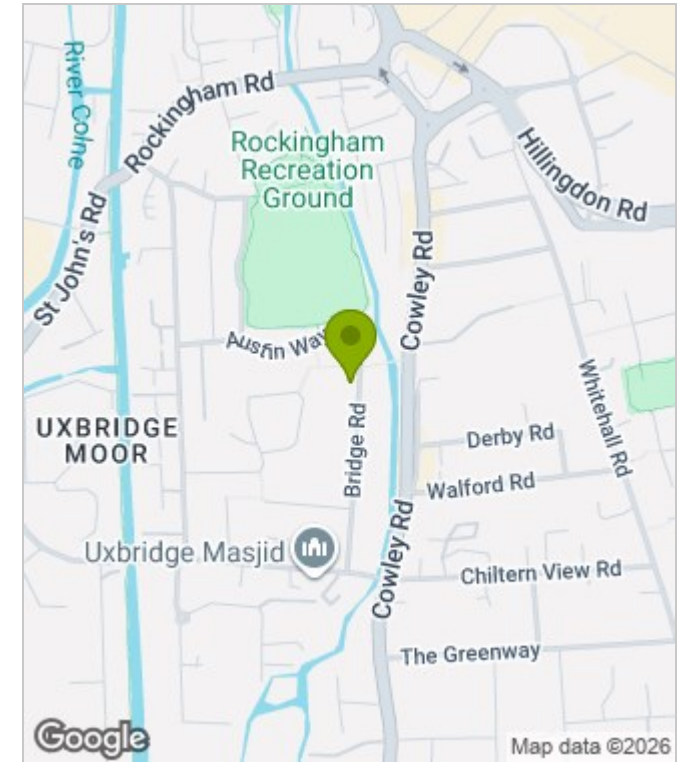 River Colne
Rockingham Rd
Rockingham
Recreation
Ground
Hillingdon Rd
St John's Rd
Cowley Rd
Austin Way
Whitehall Rd
UXBRIDGE
MOOR
Bridge Rd
Derby Rd
Walford Rd
Uxbridge Masjid
Cowley Rd
Chiltern View Rd
The Greenway
Google
Map data ©2026